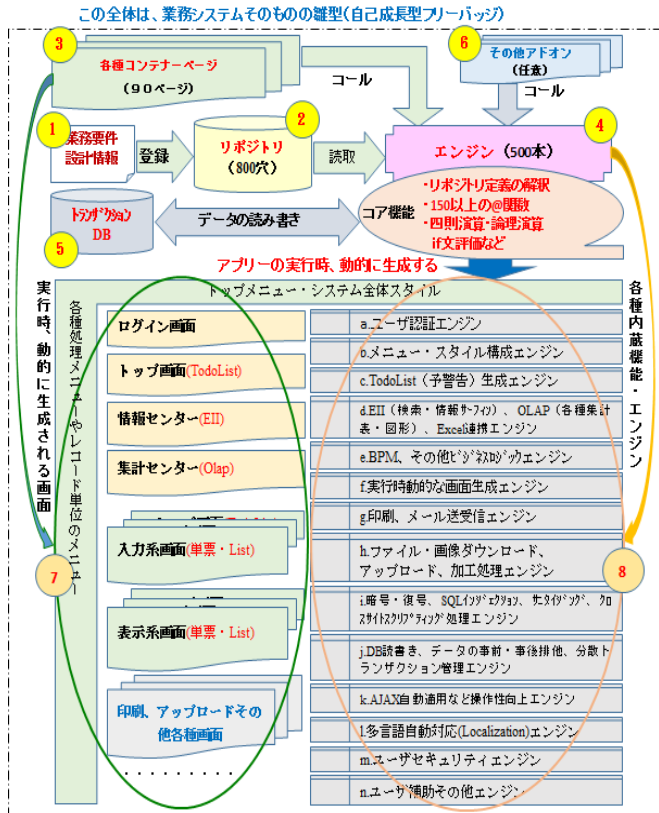 この全体は、業務システムそのものの雛型(自己成長型フリーバッジ)
3
各種コンテナーページ
(90ページ)
コール
6
その他アドオン
(任意)
コール
1
業務要件
設計情報
登録
2
リポジトリ
(800穴)
読取
4
エンジン (500本)
コア機能
・リポジトリ定義の解釈
・150以上の@関数
・四則演算・論理演算
if文評価など
トランザクション
DB
5
データの読み書き
アプリーの実行時、動的に生成する
実行時、動的に生成される画面
各種内蔵機能・エンジン
トップメニュー・システム全体スタイル
各種処理メニューやレコード単位のメニュー
ログイン画面
トップ画面(TodoList)
情報センター(EII)
集計センター(Olap)
入力系画面(単票・List)
表示系画面(単票・List)
印刷、アップロードその
他各種画面
・・・・・・・・・
7
a.ユーザ認証エンジン
b.メニュー・スタイル構成エンジン
c.TodoList(予警告)生成エンジン
d.EII(検索・情報サーフィン)、OLAP(各種集計
表・図形)、Excel連携エンジン
e.BPM、その他ビジネスロジックエンジン
f.実行時動的な画面生成エンジン
g.印刷、メール送受信エンジン
h.ファイル・画像ダウンロード、
アップロード、加工処理エンジン
i.暗号・復号、SQLインジェクション、サニタイジング、クロ
スサイトスクリプティング処理エンジン
j.DB読書き、データの事前・事後排他、分散ト
ランザクション管理エンジン
k.AJAX自動適用など操作性向上エンジン
l.多言語自動対応(Localization)エンジン
m.ユーザセキュリティエンジン
n.ユーザ補助その他エンジン
8